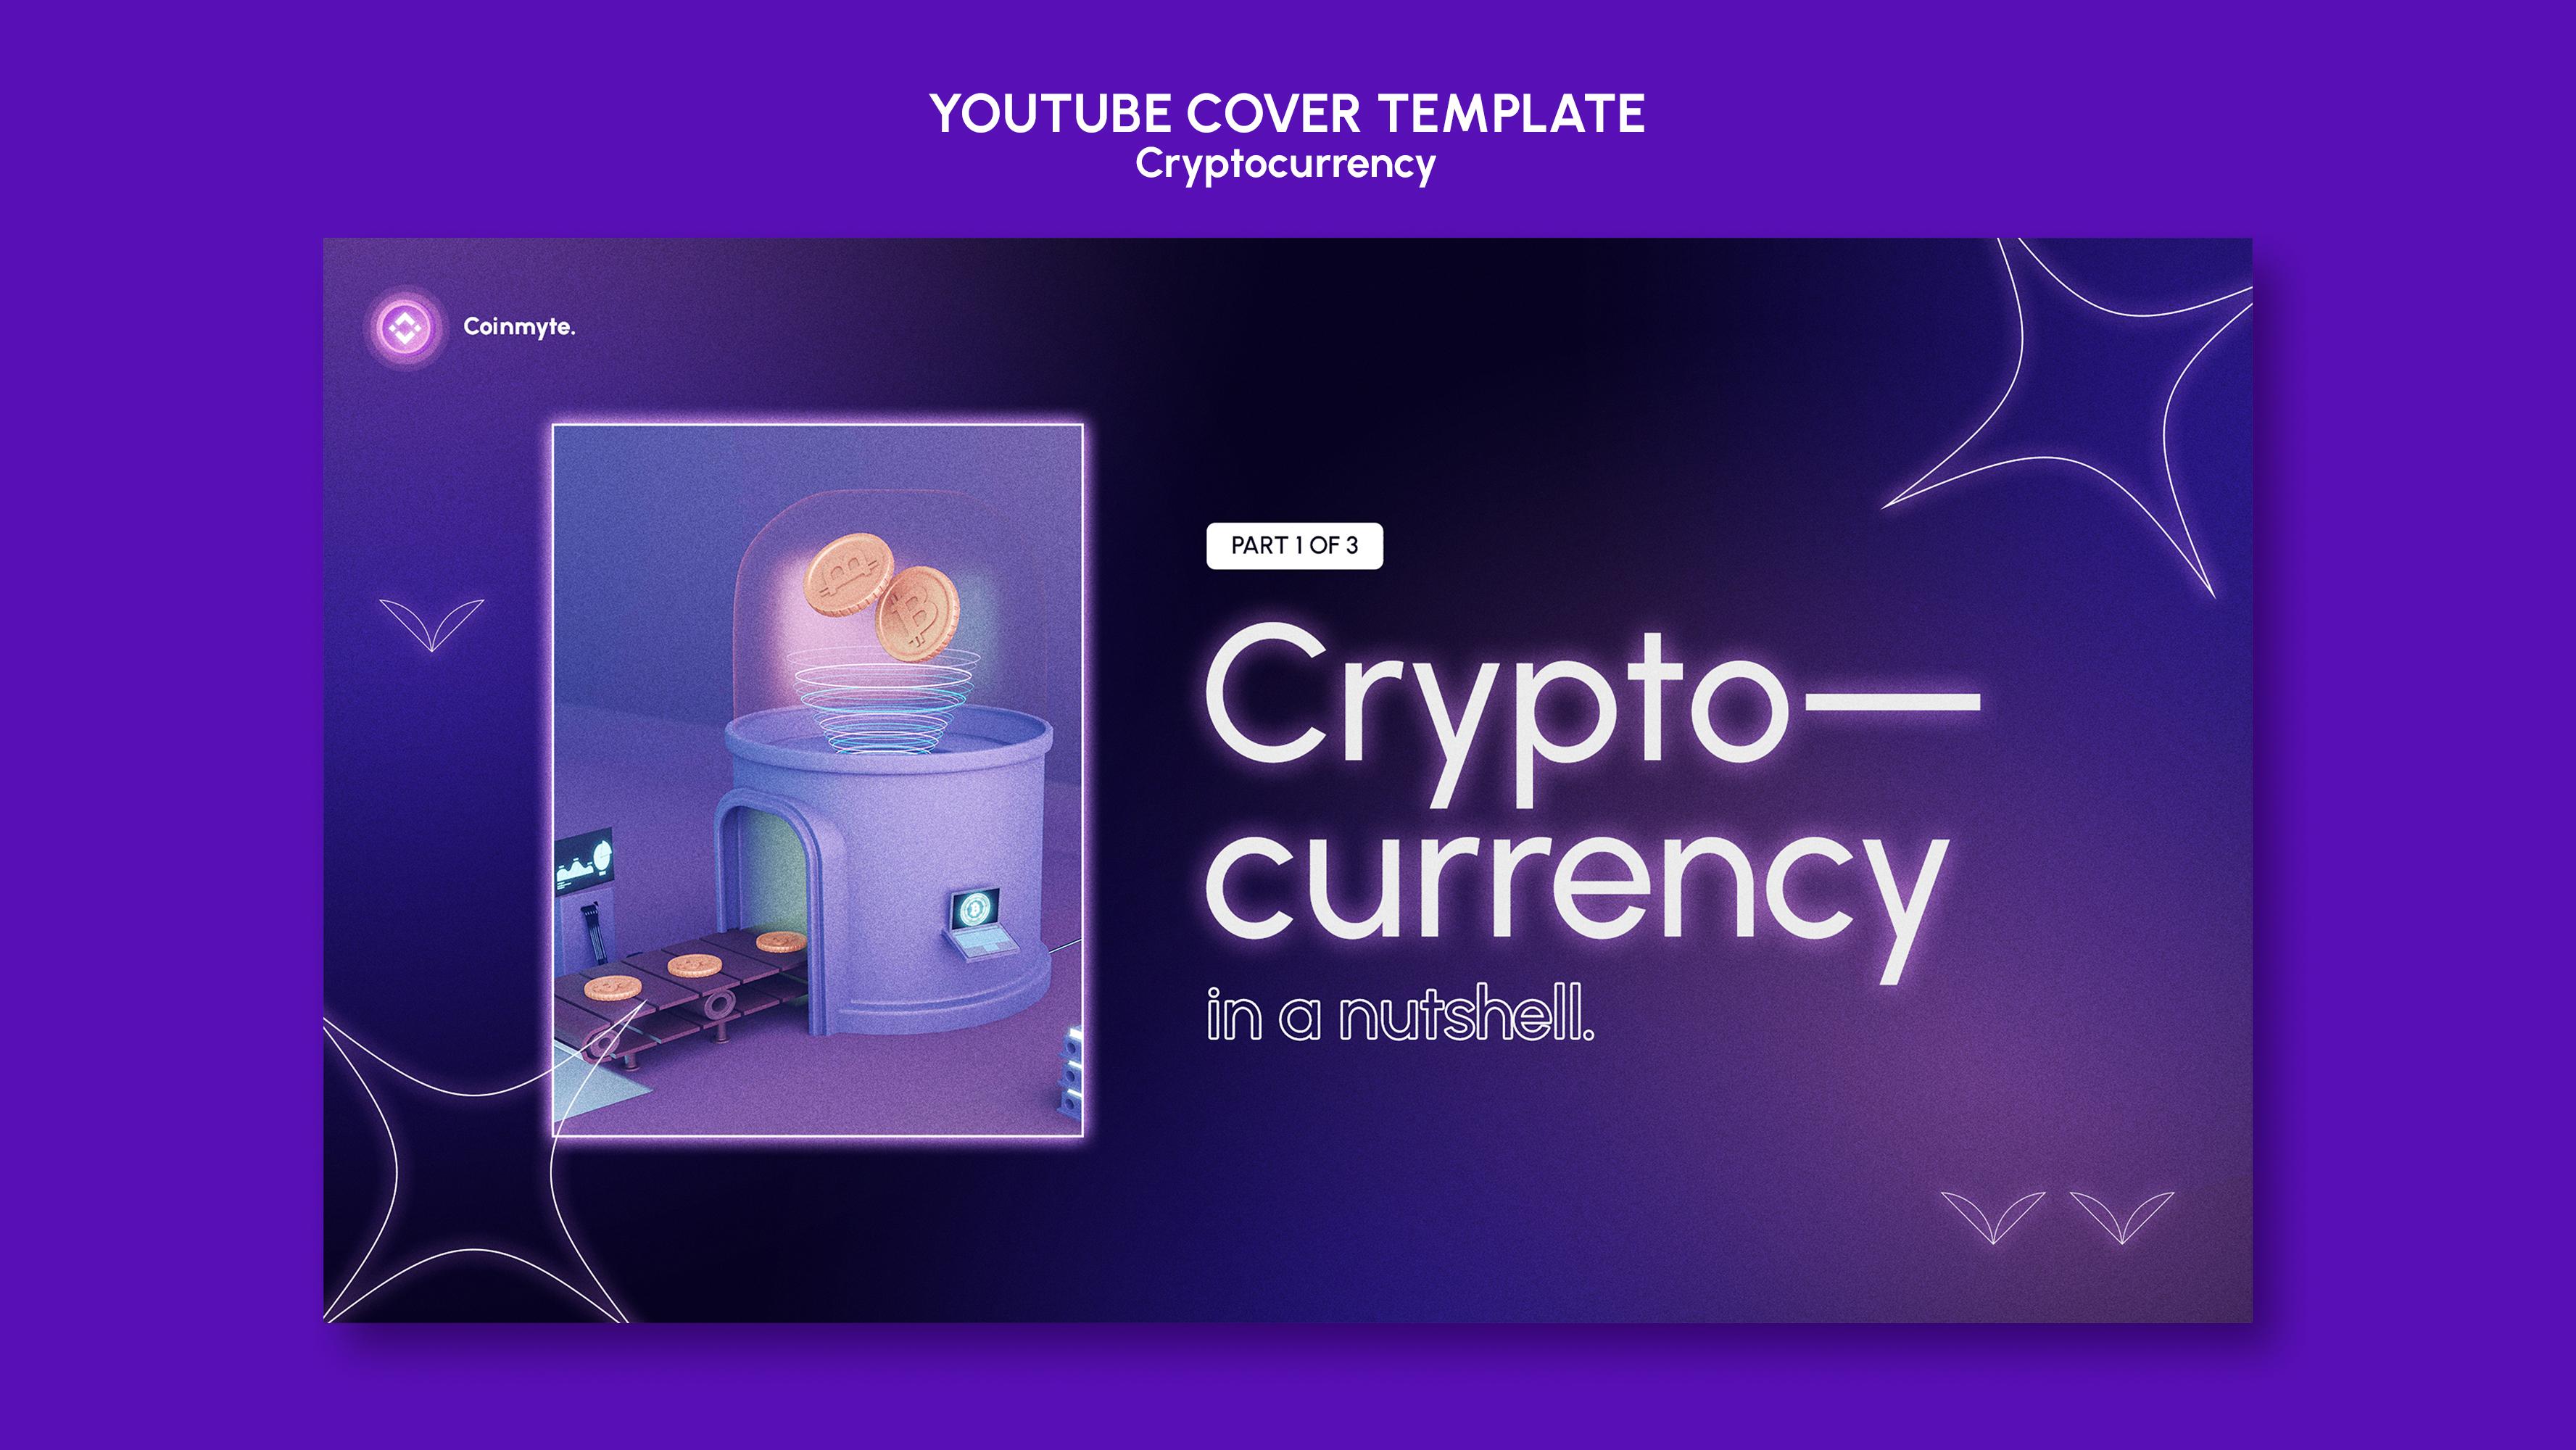 YOUTUBE COVER TEMPLATE
Cryptocurrency
Coinmyte.
PART 1 OF 3
Crypto—
currency
in a nutshell.